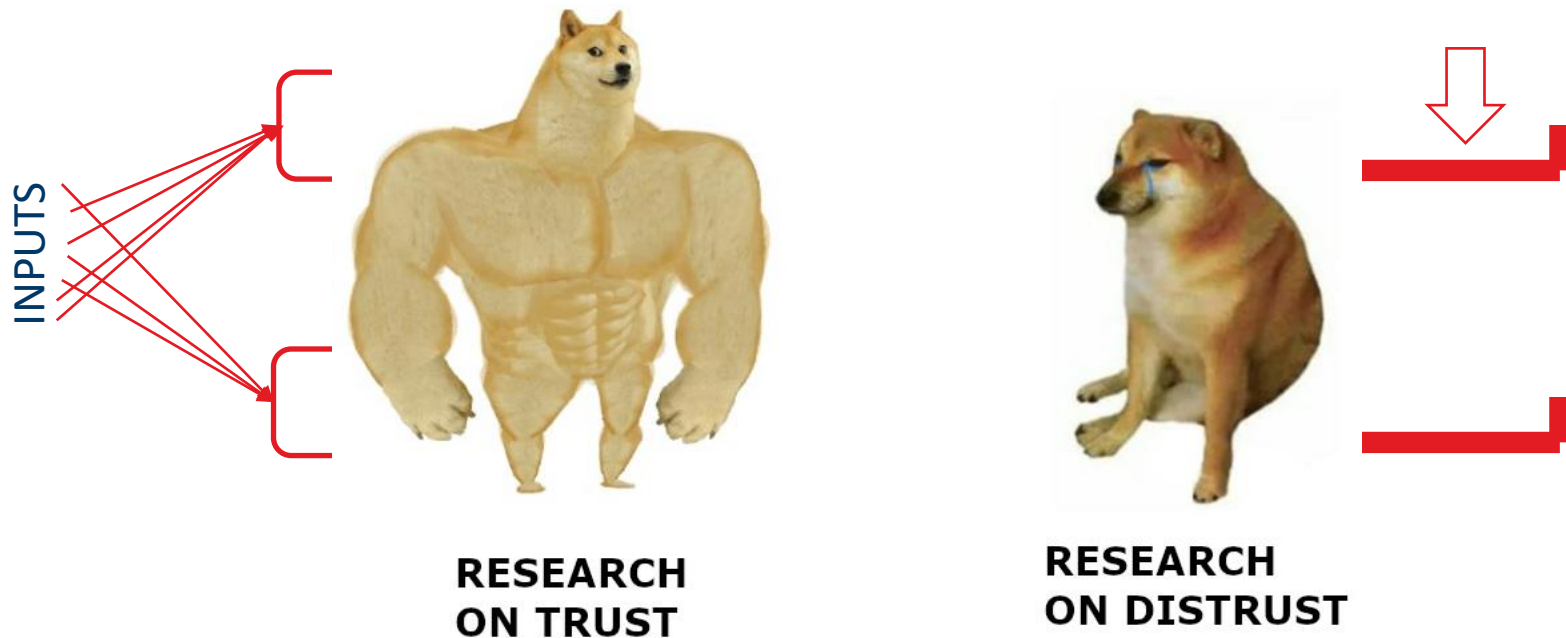 INPUTS
RESEARCH
ON TRUST
RESEARCH
ON DISTRUST